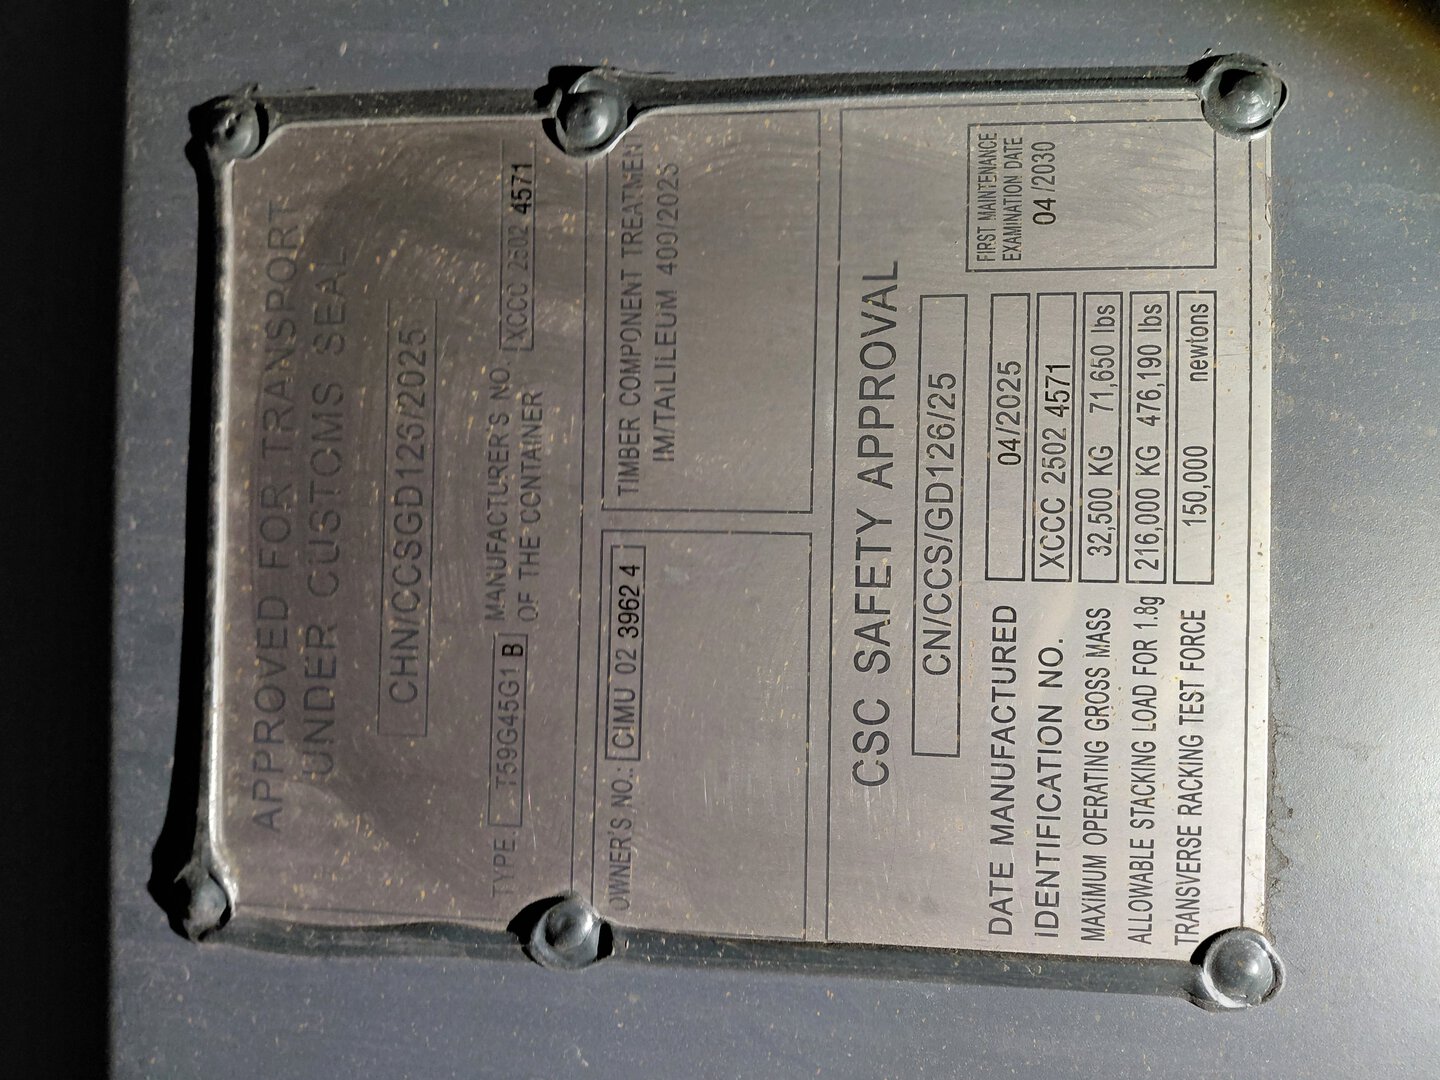 APPROVED FOR TRANSPORT
UNDER CUSTOMS SEAL
CHN/CCSGD126/2025
TYPE: T59G45G1 B
MANUFACTURER'S NO.
OF THE CONTAINER
XCCC 2502 4571
OWNER'S NO.: CIMU 02 3962 4
TIMBER COMPONENT TREATMENT
IM/TAILILEUM 400/2025
CSC SAFETY APPROVAL
CN/CCS/GD126/25
DATE MANUFACTURED 04/2025
IDENTIFICATION NO. XCCC 2502 4571
MAXIMUM OPERATING GROSS MASS 32,500 KG 71,650 lbs
ALLOWABLE STACKING LOAD FOR 1.8g 216,000 KG 476,190 lbs
TRANSVERSE RACKING TEST FORCE 150,000 newtons
FIRST MAINTENANCE
EXAMINATION DATE
04/2030